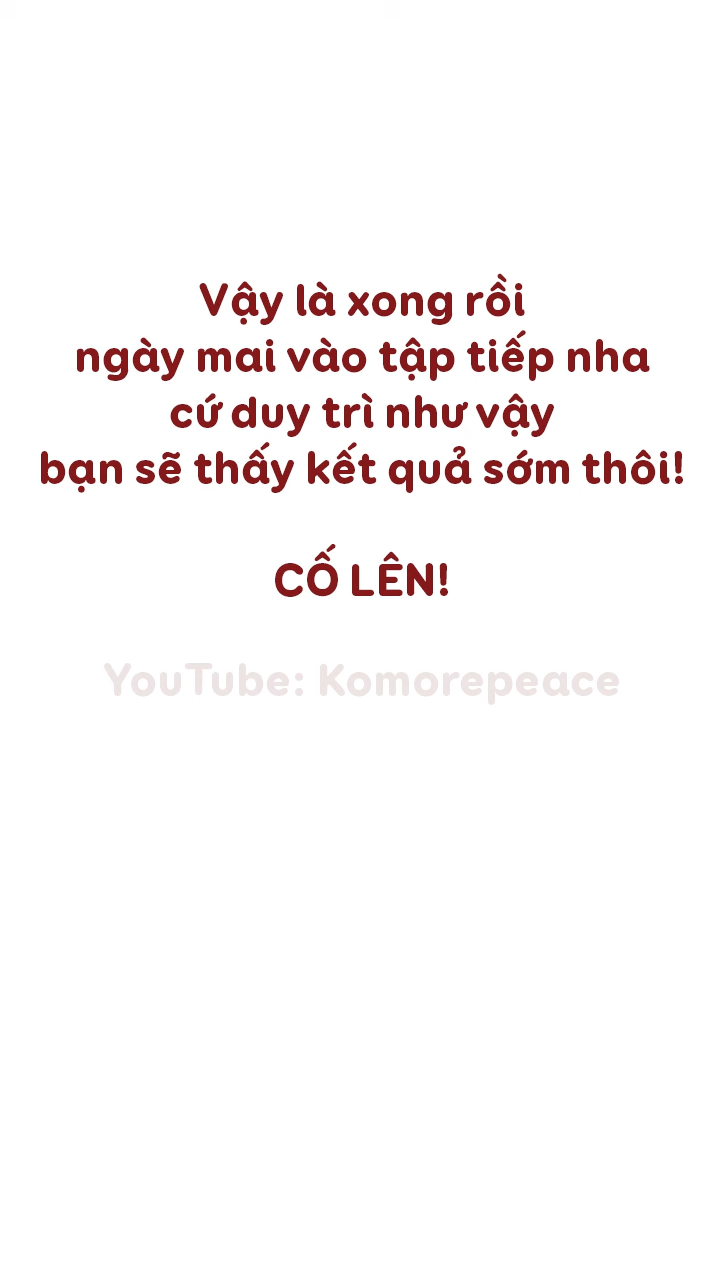 Vậy là xong rồi
ngày mai vào tập tiếp nha
cứ duy trì như vậy
bạn sẽ thấy kết quả sớm thôi!
CỐ LÊN!
YouTube: Komorepeace